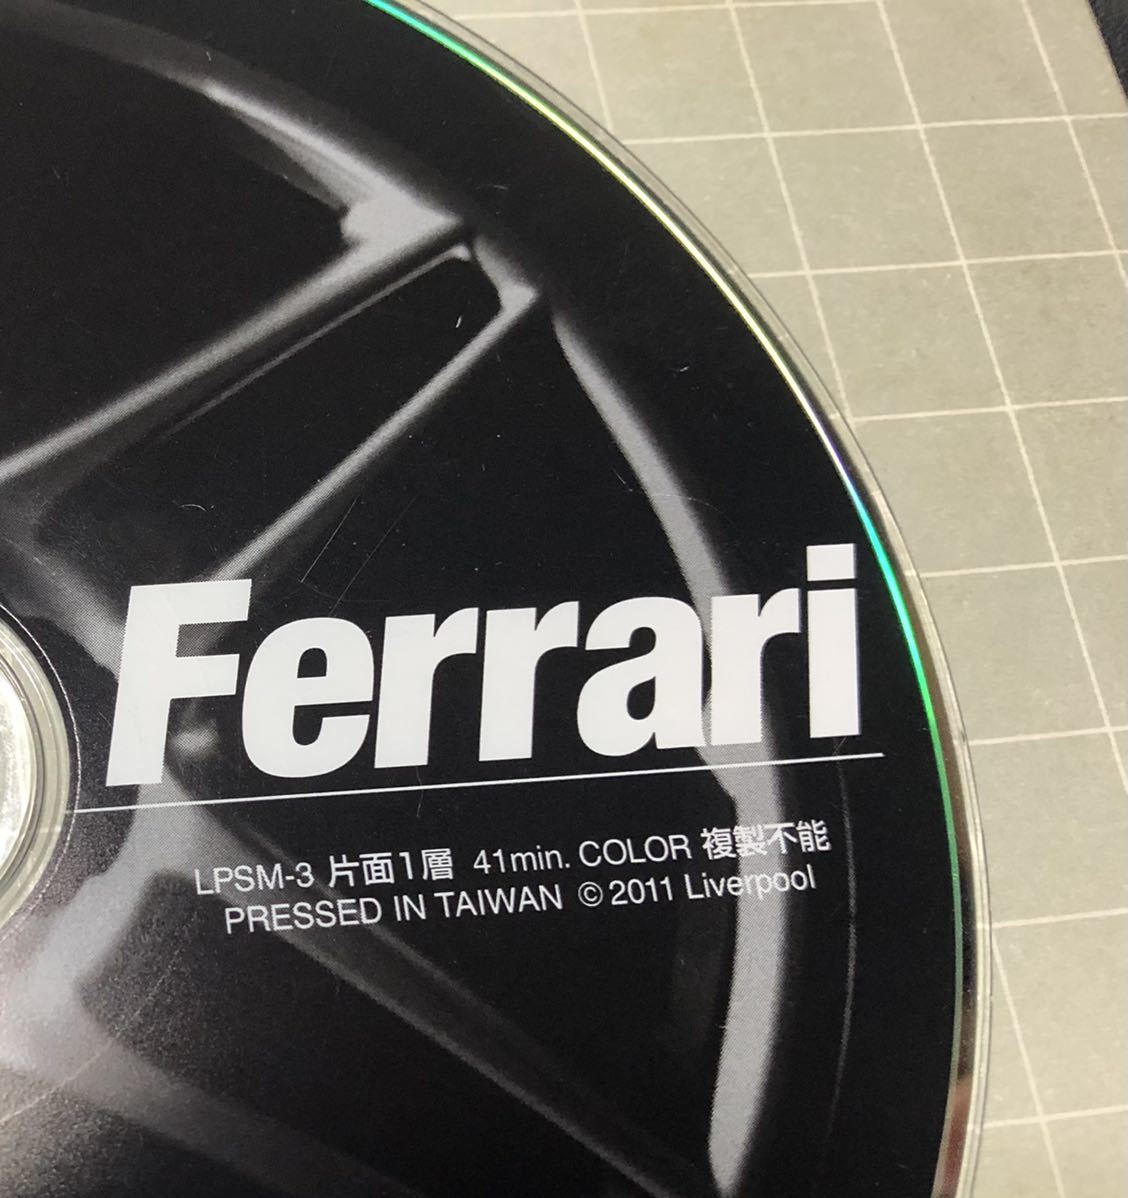 Ferrari
LPSM-3 片面1層 41min. COLOR 複製不能
PRESSED IN TAIWAN ©2011 Liverpool